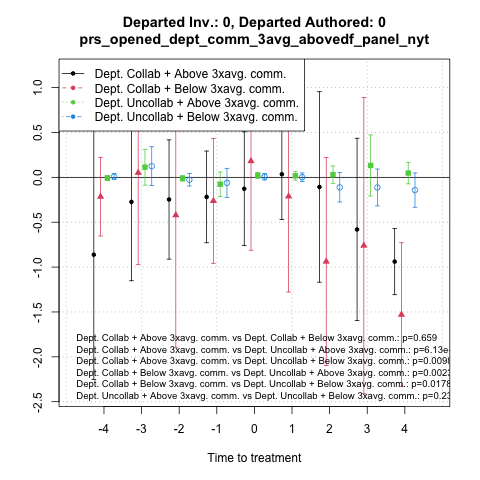 Departed Inv.: 0, Departed Authored: 0
prs_opened_dept_comm_3avg_abovedf_panel_nyt
Dept. Collab + Above 3xavg. comm.
Dept. Collab + Below 3xavg. comm.
Dept. Uncollab + Above 3xavg. comm.
Dept. Uncollab + Below 3xavg. comm.
1.0
0.5
0.0
-0.5
-1.0
-1.5
-2.0
-2.5
Dept. Collab + Above 3xavg. comm. vs Dept. Collab + Below 3xavg. comm.: p=0.659
Dept. Collab + Above 3xavg. comm. vs Dept. Uncollab + Above 3xavg. comm.: p=6.13e-
Dept. Collab + Above 3xavg. comm. vs Dept. Uncollab + Below 3xavg. comm.: p=0.009
Dept. Collab + Below 3xavg. comm. vs Dept. Uncollab + Above 3xavg. comm.: p=0.002
Dept. Collab + Below 3xavg. comm. vs Dept. Uncollab + Below 3xavg. comm.: p=0.0178
Dept. Uncollab + Above 3xavg. comm. vs Dept. Uncollab + Below 3xavg. comm.: p=0.23
-4 -3 -2 -1 0 1 2 3 4
Time to treatment